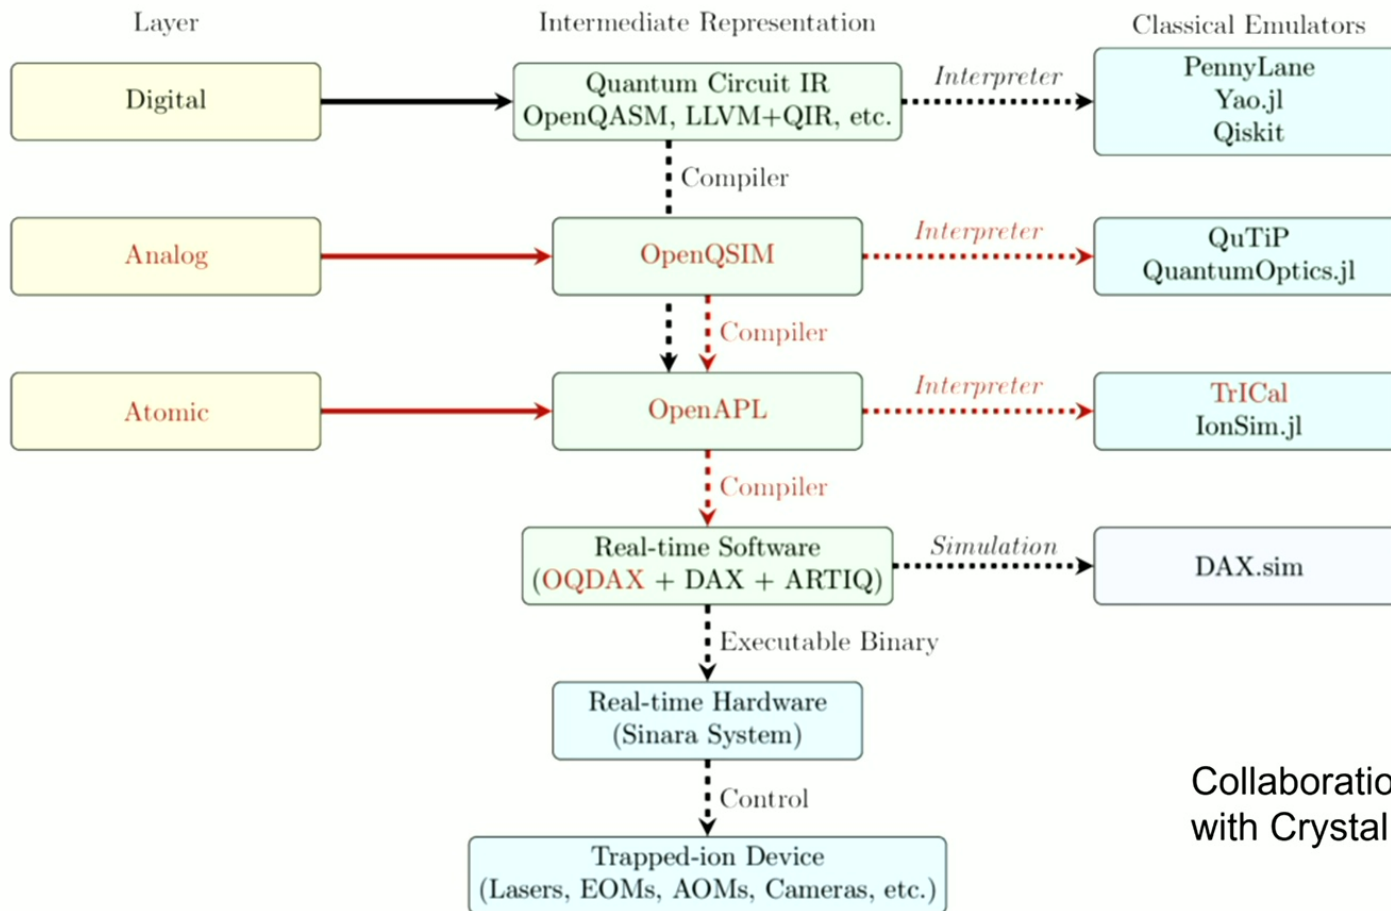 Layer
Intermediate Representation
Classical Emulators
Digital
Quantum Circuit IR
OpenQASM, LLVM+QIR, etc.
Interpreter
PennyLane
Yao.jl
Qiskit
Compiler
Analog
OpenQSIM
Interpreter
QuTiP
QuantumOptics.jl
Compiler
Atomic
OpenAPL
Interpreter
TrICal
IonSim.jl
Compiler
Real-time Software
(OQDAX + DAX + ARTIQ)
Simulation
DAX.sim
Executable Binary
Real-time Hardware
(Sinara System)
Control
Trapped-ion Device
(Lasers, EOMs, AOMs, Cameras, etc.)
Collaboratio
with Crystal